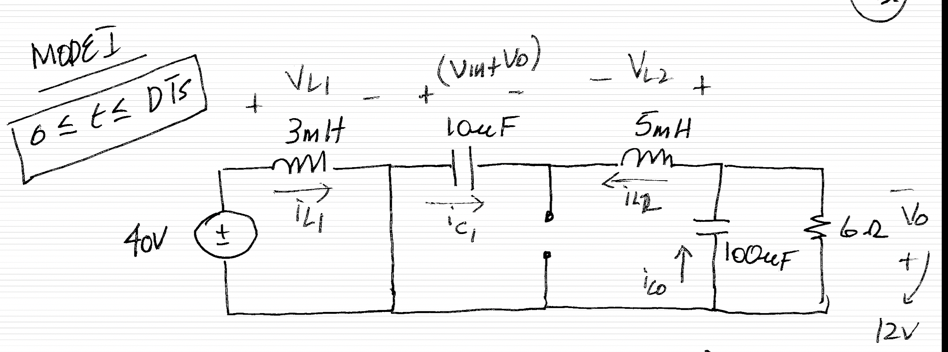 MODE I
0 ≤ t ≤ DTs
+ VL1 - + (Vin+Vo) - - VL2 +
3mH 10uF 5mH
iL1 ic1 iL2
40V + - 100uF 6Ω - Vo +
ico
12V